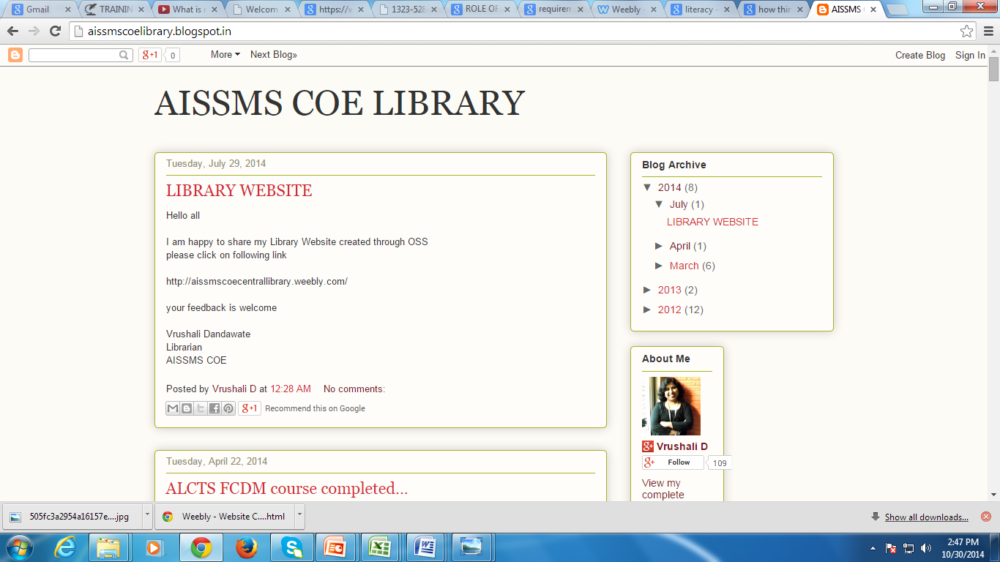 Gmail
TRAININ
What is
Welcom
https://v
1323-528
ROLE OF
requirem
Weebly -
literacy -
how thin
AISSMS
aissmscoelibrary.blogspot.in
g+1 0 More Next Blog» Create Blog Sign In
AISSMS COE LIBRARY
Tuesday, July 29, 2014
LIBRARY WEBSITE
Hello all
I am happy to share my Library Website created through OSS
please click on following link
http://aissmscoecentrallibrary.weebly.com/
your feedback is welcome
Vrushali Dandawate
Librarian
AISSMS COE
Posted by Vrushali D at 12:28 AM No comments:
g+1 Recommend this on Google
Tuesday, April 22, 2014
ALCTS FCDM course completed...
Blog Archive
▼ 2014 (8)
▼ July (1)
LIBRARY WEBSITE
► April (1)
► March (6)
► 2013 (2)
► 2012 (12)
About Me
Vrushali D
Follow 109
View my
complete
505fc3a2954a16157e....jpg
Weebly - Website C....html
Show all downloads...
2:47 PM
10/30/2014